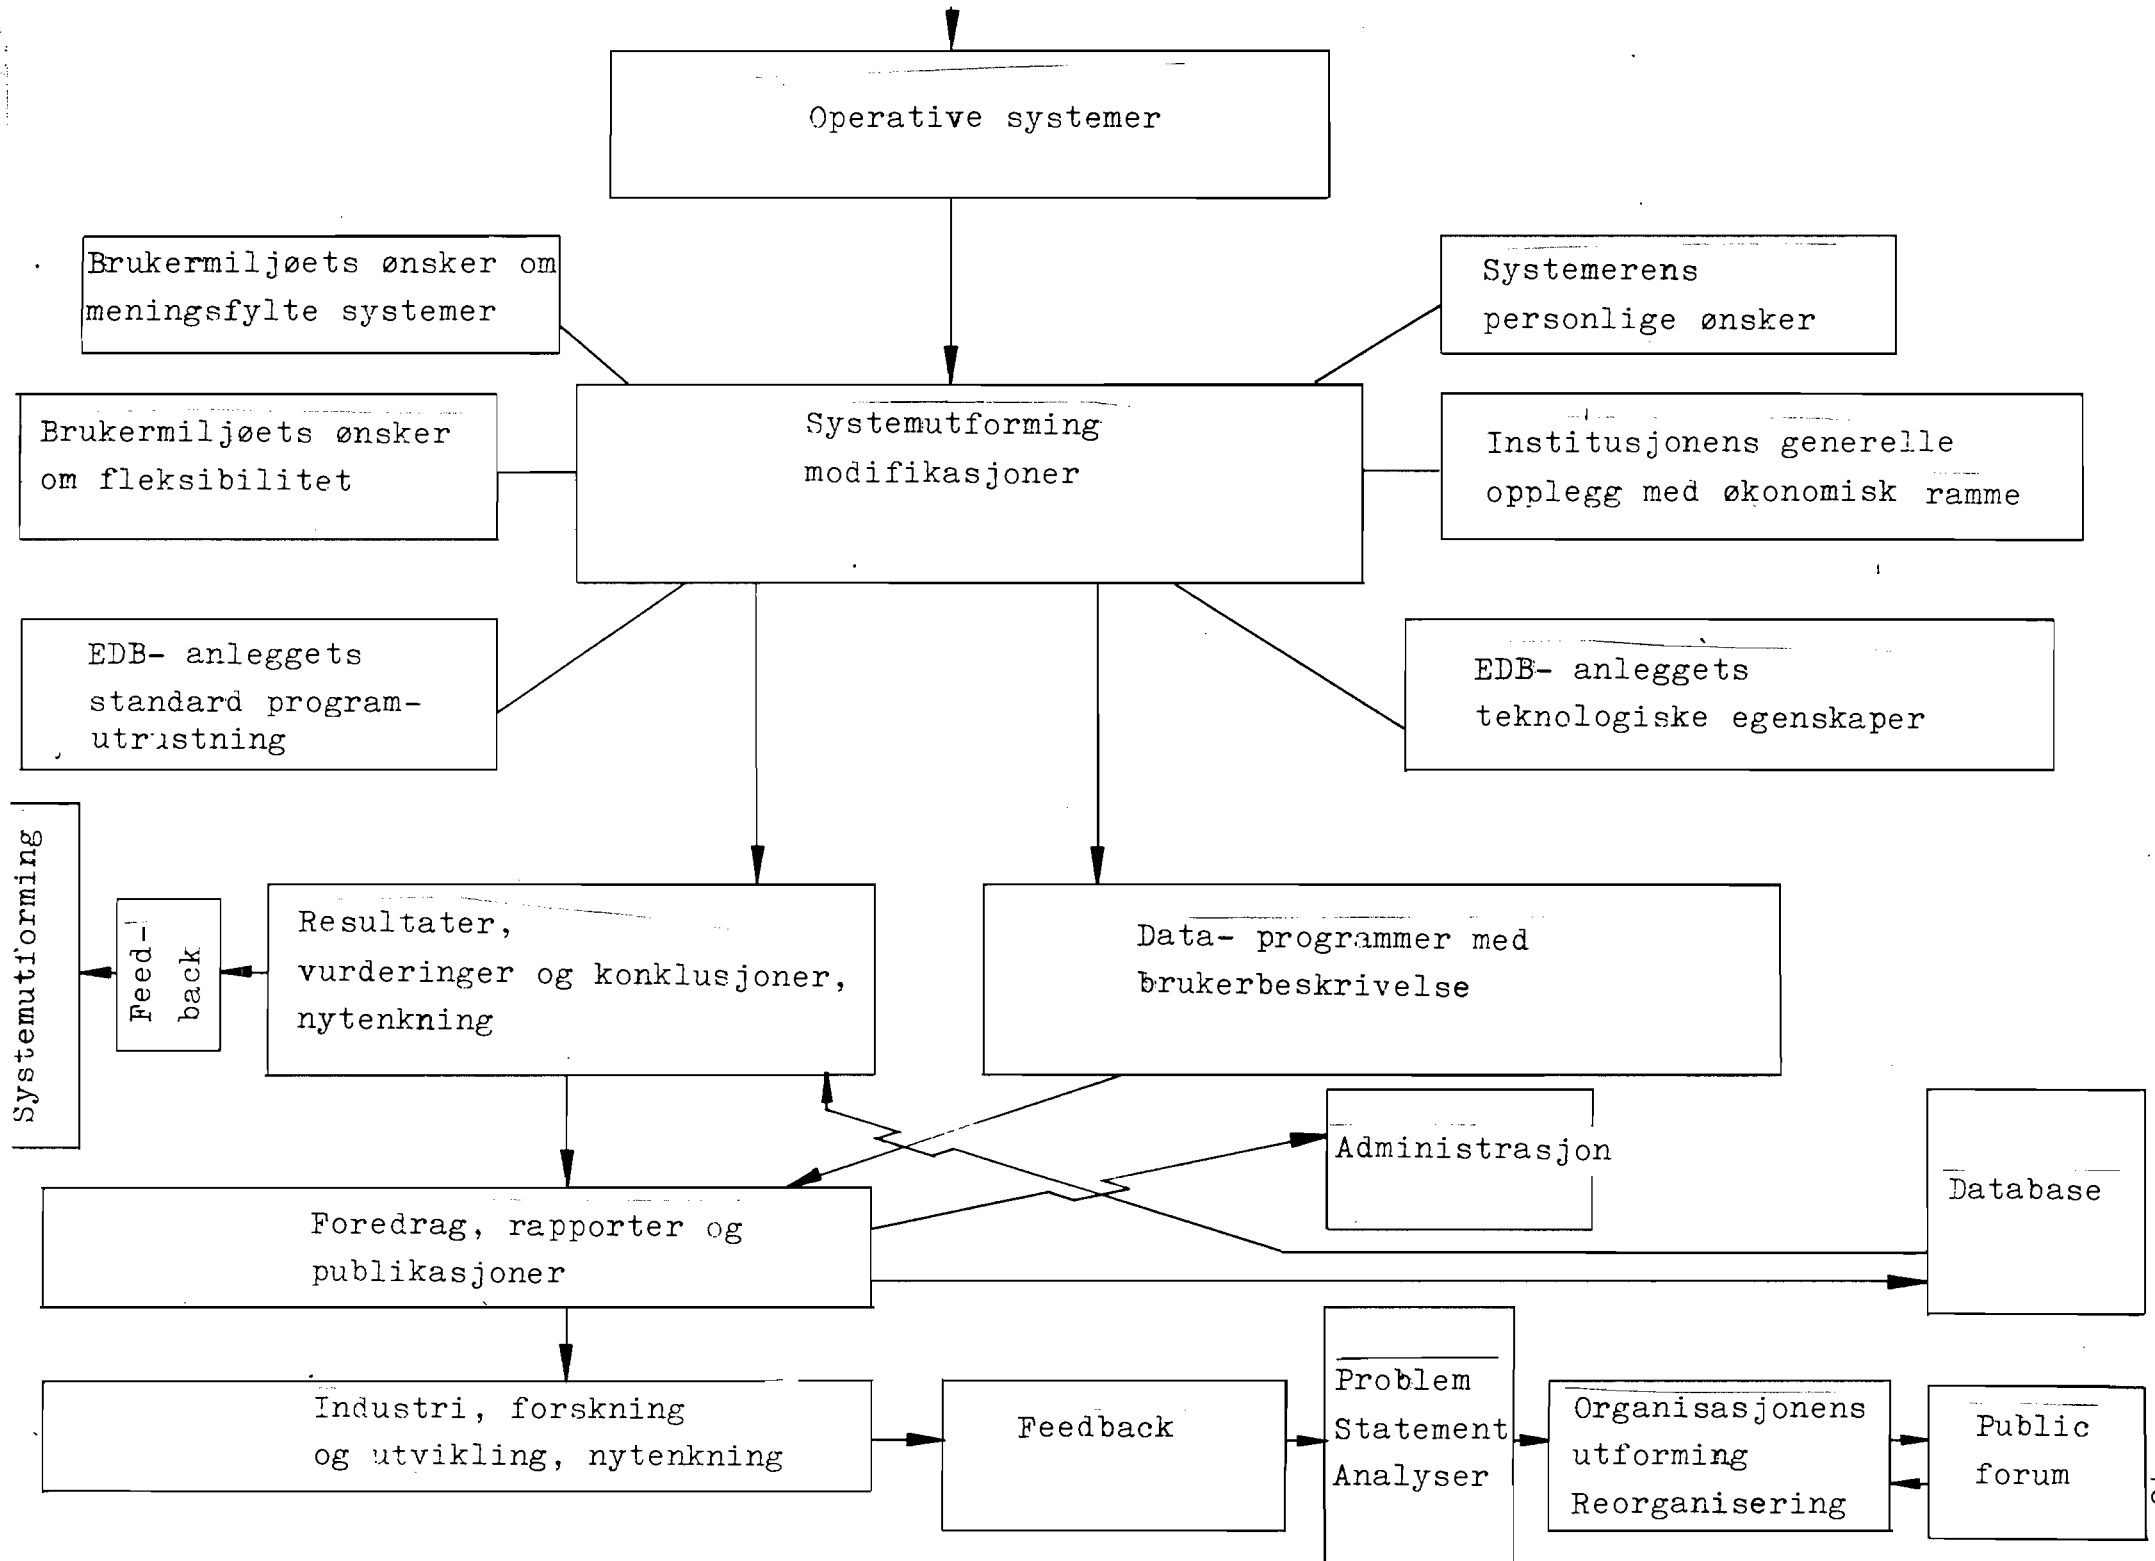 Operative systemer
Brukermiljøets ønsker om
meningsfylte systemer
Systemerens
personlige ønsker
Brukermiljøets ønsker
om fleksibilitet
Systemutforming
modifikasjoner
Institusjonens generelle
opplegg med økonomisk ramme
EDB- anleggets
standard program-
utrustning
EDB- anleggets
teknologiske egenskaper
Systemutforming
Feed-
back
Resultater,
vurderinger og konklusjoner,
nytenkning
Data- programmer med
brukerbeskrivelse
Administrasjon
Database
Foredrag, rapporter og
publikasjoner
Industri, forskning
og utvikling, nytenkning
Feedback
Problem
Statement
Analyser
Organisasjonens
utforming
Reorganisering
Public
forum